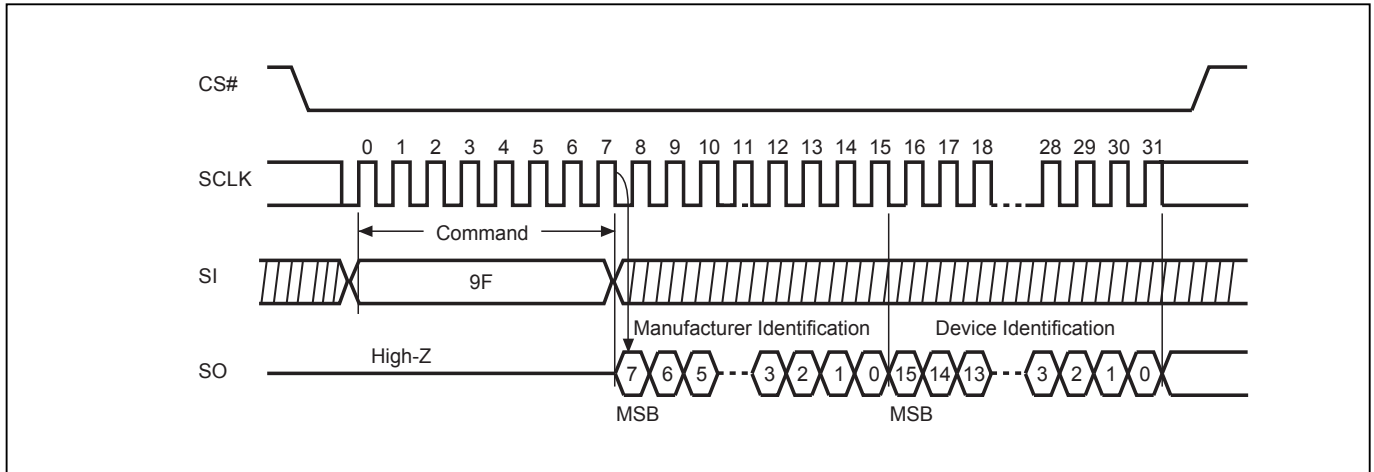 CS#
0 1 2 3 4 5 6 7 8 9 10 11 12 13 14 15 16 17 18 28 29 30 31
SCLK
Command
SI
9F
Manufacturer Identification Device Identification
High-Z
SO
7 6 5 3 2 1 0 15 14 13 3 2 1 0
MSB MSB